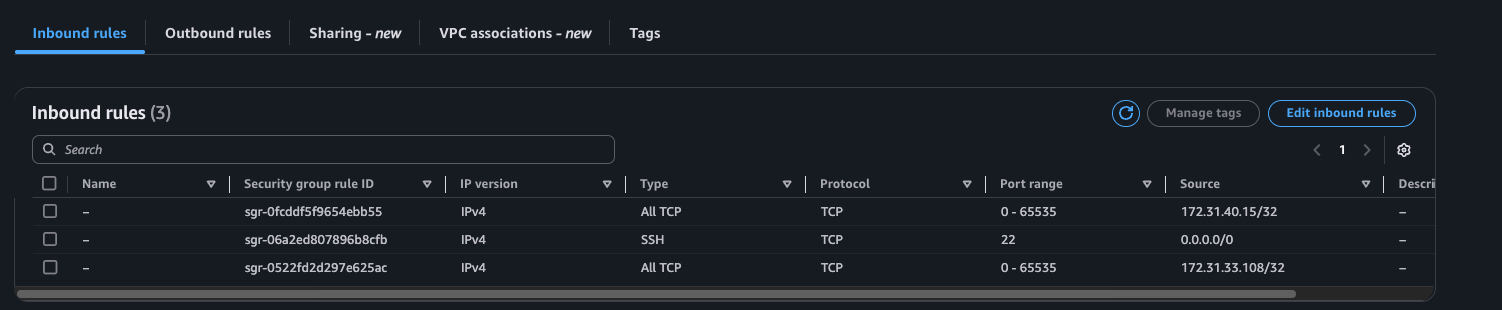 Inbound rules Outbound rules Sharing - new VPC associations - new Tags
Inbound rules (3) Manage tags Edit inbound rules
Search 1
Name Security group rule ID IP version Type Protocol Port range Source Descri
– sgr-0fcddf5f9654ebb55 IPv4 All TCP TCP 0 - 65535 172.31.40.15/32 –
– sgr-06a2ed807896b8cfb IPv4 SSH TCP 22 0.0.0.0/0 –
– sgr-0522fd2d297e625ac IPv4 All TCP TCP 0 - 65535 172.31.33.108/32 –